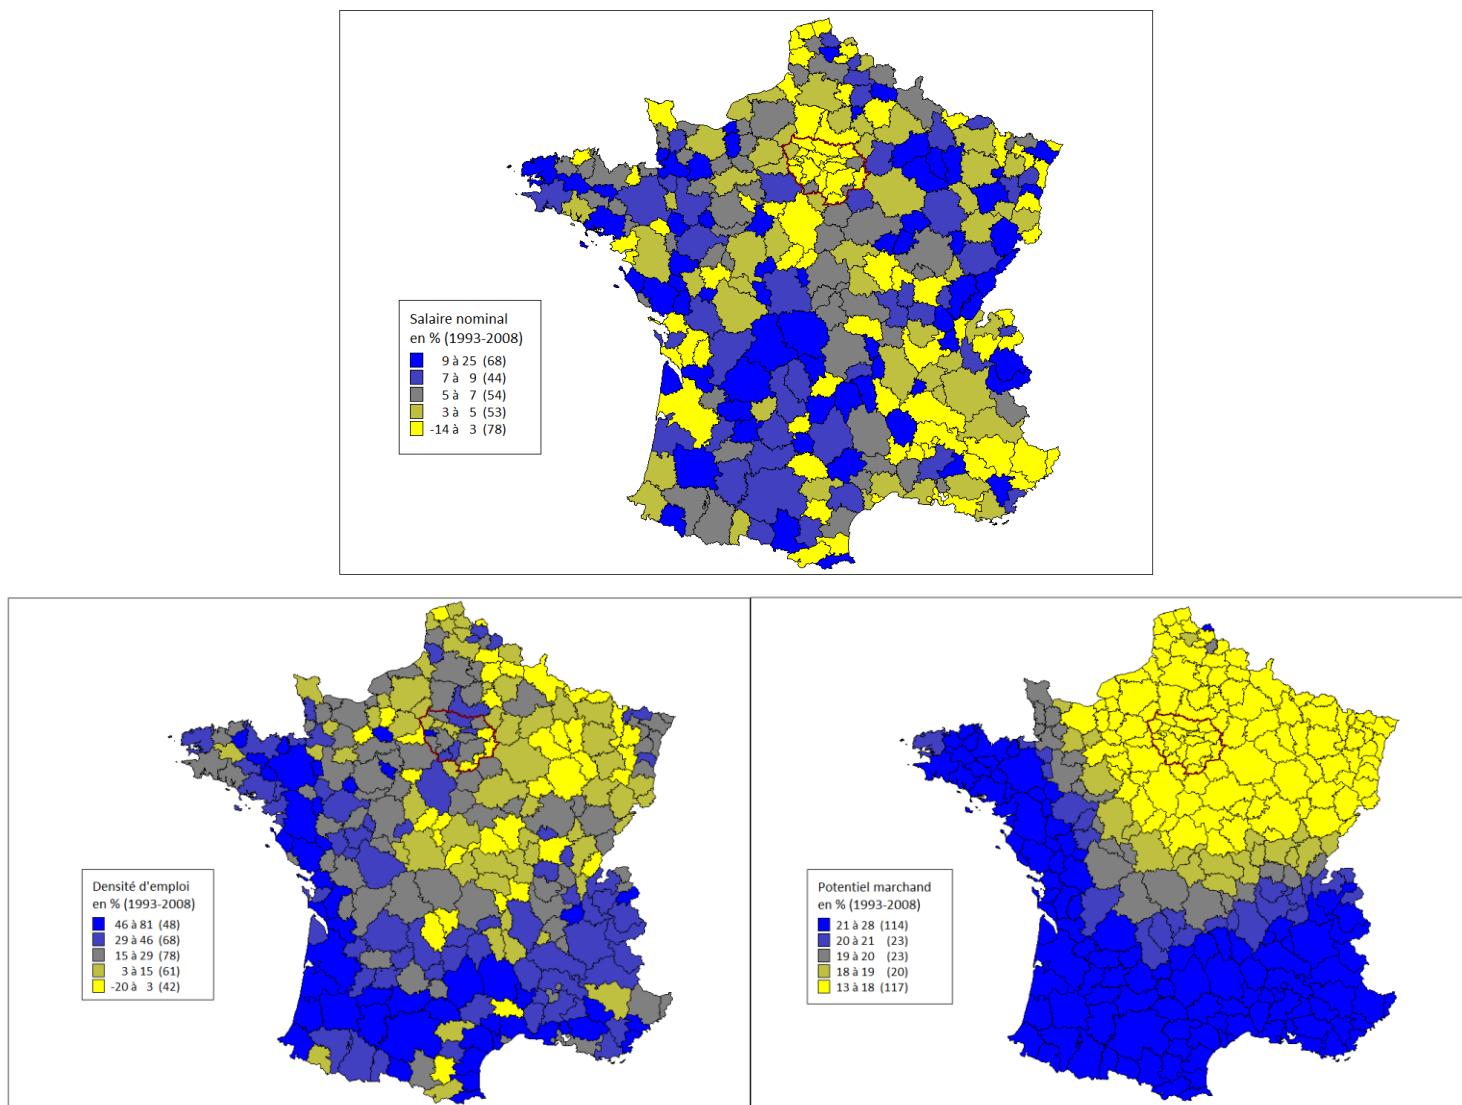 Salaire nominal
en % (1993-2008)
9 à 25 (68)
7 à 9 (44)
5 à 7 (54)
3 à 5 (53)
-14 à 3 (78)
Densité d'emploi
en % (1993-2008)
46 à 81 (48)
29 à 46 (68)
15 à 29 (78)
3 à 15 (61)
-20 à 3 (42)
Potentiel marchand
en % (1993-2008)
21 à 28 (114)
20 à 21 (23)
19 à 20 (23)
18 à 19 (20)
13 à 18 (117)